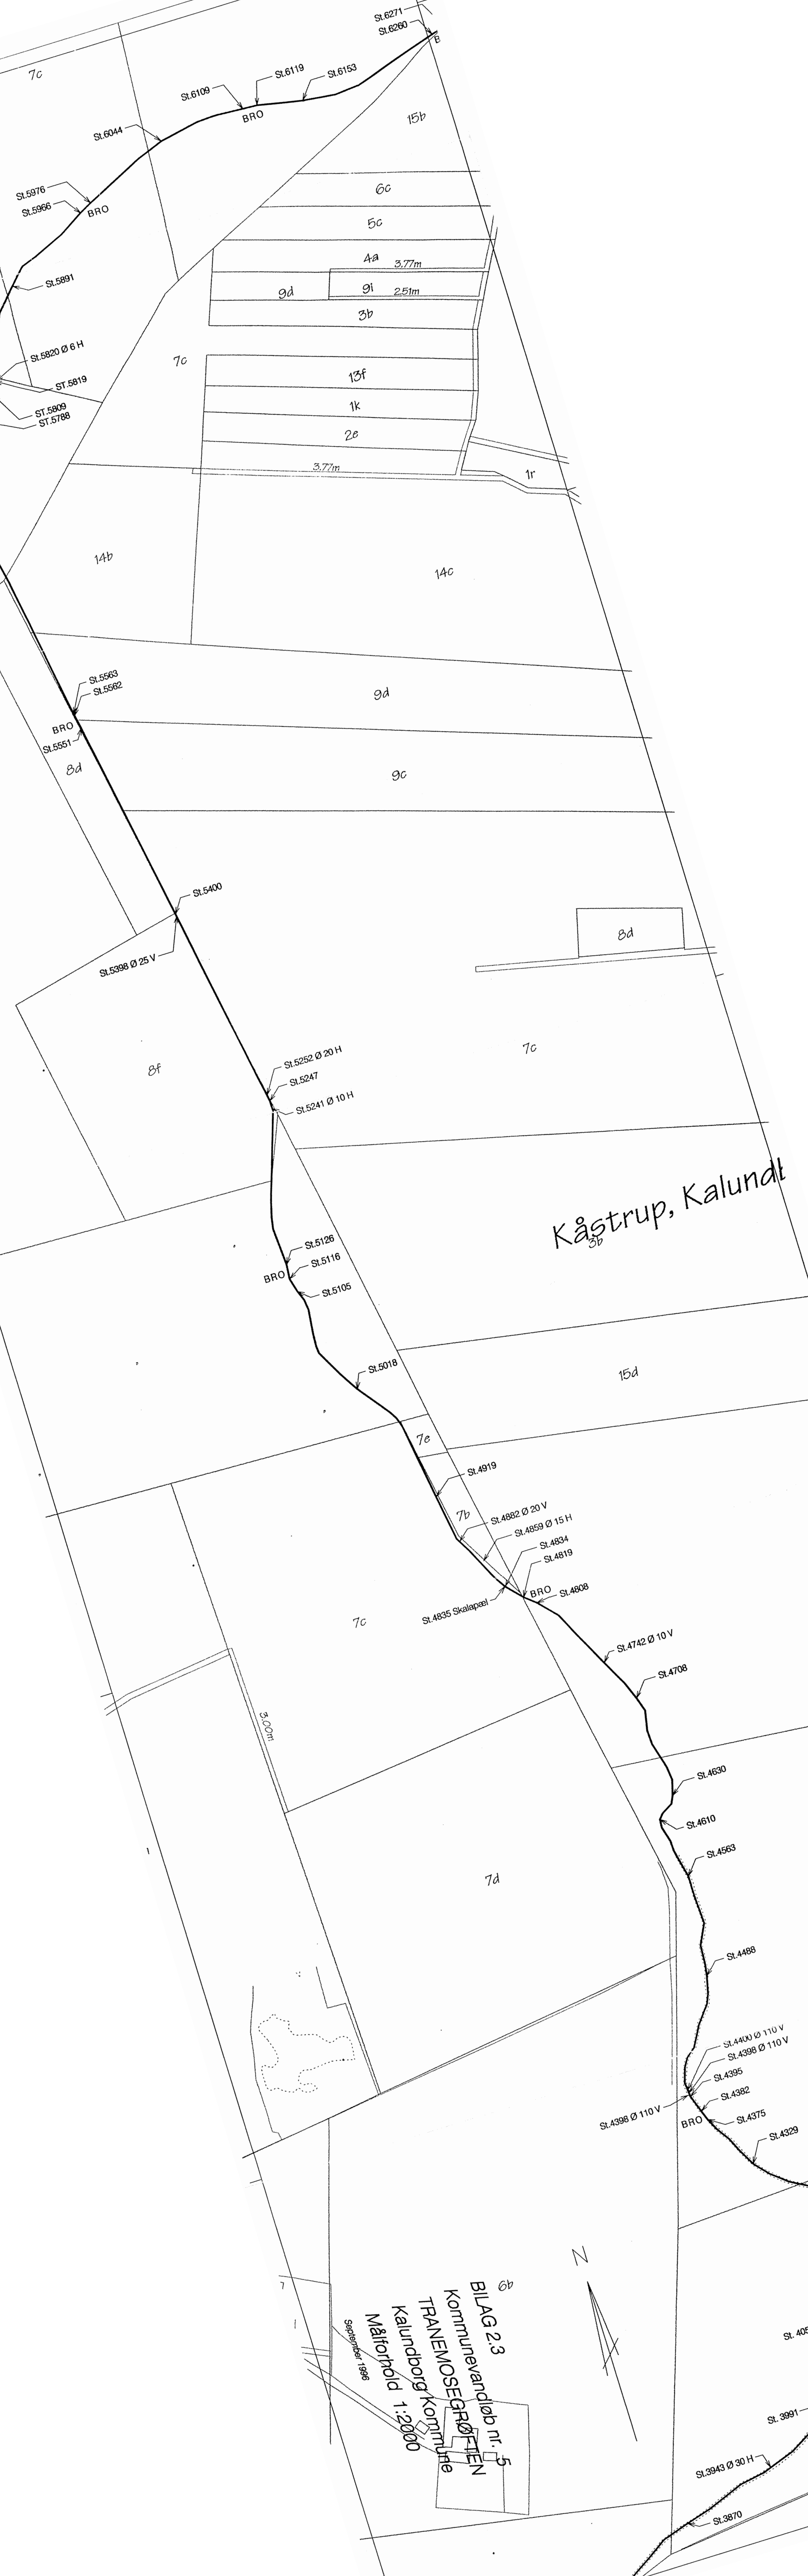 St.6271
St.6260
B
7c
St.6153
St.6119
St.6109
BRO
St.6044
15b
6c
St.5976
St.5966
BRO
5c
4a
3.77m
St.5891
9d
9i
2.51m
3b
St.5820 Ø 6 H
7c
ST.5819
13f
ST.5809
ST.5788
1k
2e
3.77m
1r
14b
14c
St.5563
St.5562
9d
BRO
St.5551
8d
9c
St.5400
St.5398 Ø 25 V
8d
8f
7c
St.5252 Ø 20 H
St.5247
St.5241 Ø 10 H
Kåstrup, Kalund
3b
St.5126
St.5116
BRO
St.5105
St.5018
15d
7e
St.4919
7b
St.4882 Ø 20 V
St.4859 Ø 15 H
St.4834
St.4819
BRO
St.4808
St.4835 Skalapæl
7c
St.4742 Ø 10 V
St.4708
3.00m
St.4630
St.4610
St.4563
7d
St.4488
St.4400 Ø 110 V
St.4398 Ø 110 V
St.4395
St.4382
St.4396 Ø 110 V
BRO
St.4375
St.4329
N
7
6b
BILAG 2.3
Kommunevandløb nr. 5
TRANEMOSEGRØFTEN
Kalundborg Kommune
Målforhold 1:2000
September 1996
St. 405
St. 3991
St.3943 Ø 30 H
St.3870